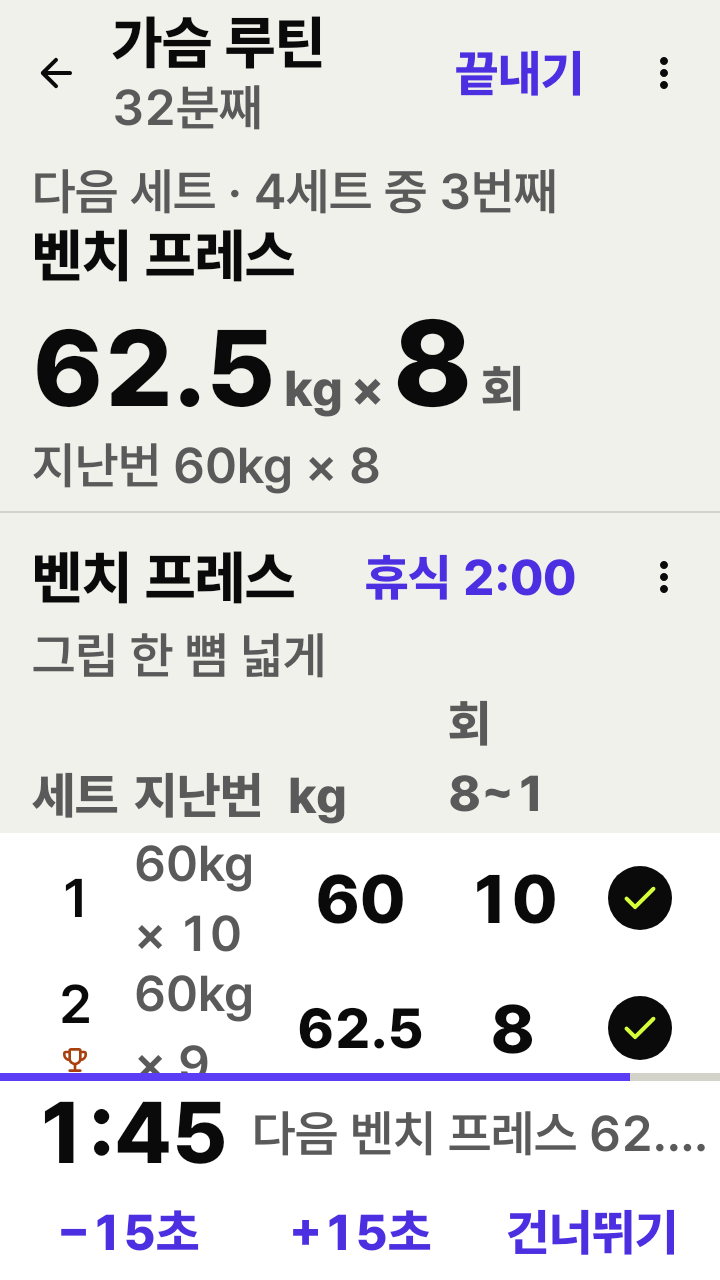 가슴 루틴
32분째
끝내기
다음 세트 · 4세트 중 3번째
벤치 프레스
62.5 kg × 8 회
지난번 60kg × 8
벤치 프레스
휴식 2:00
그립 한 뼘 넓게
세트 지난번 kg 회 8~1
1 60kg × 10 60 10
2 60kg × 9 62.5 8
1:45 다음 벤치 프레스 62....
−15초 +15초 건너뛰기